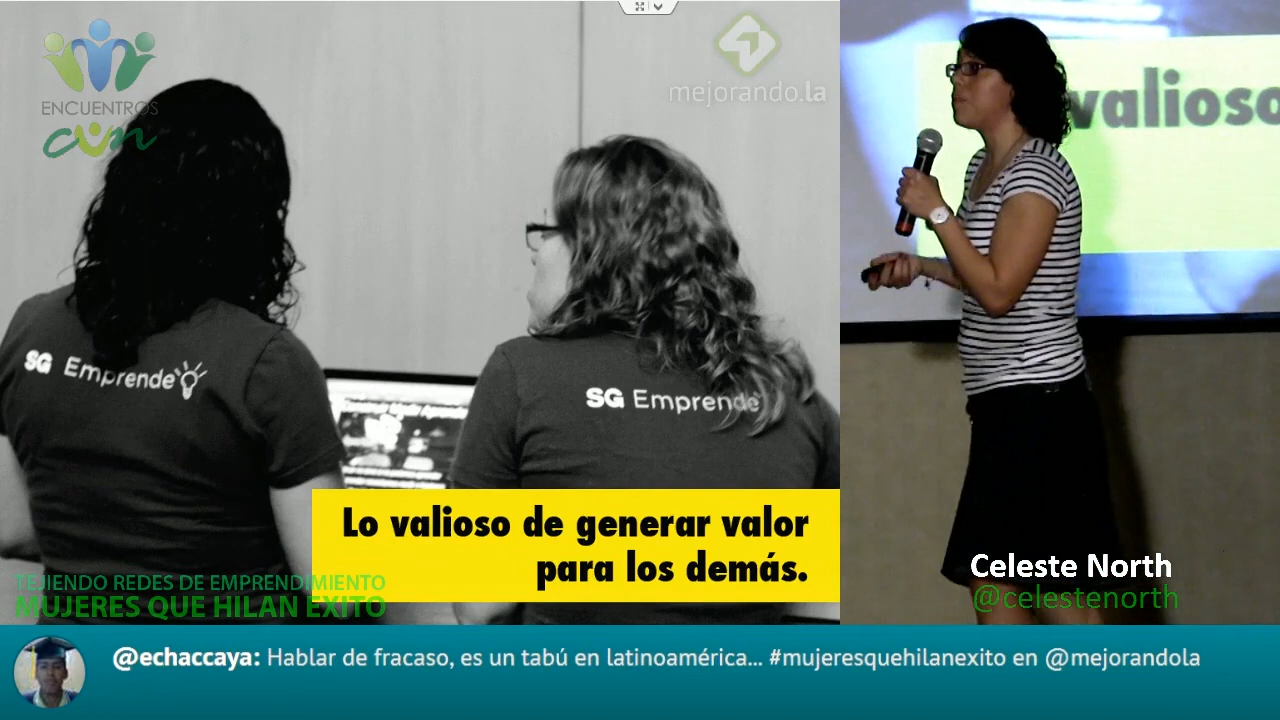 ENCUENTROS
cvm
mejorando.la
valioso
SG Emprende
SG Emprende
Lo valioso de generar valor
para los demás.
TEJIENDO REDES DE EMPRENDIMIENTO
MUJERES QUE HILAN EXITO
Celeste North
@celestenorth
@echaccaya: Hablar de fracaso, es un tabú en latinoamérica... #mujeresquehilanexito en @mejorandola